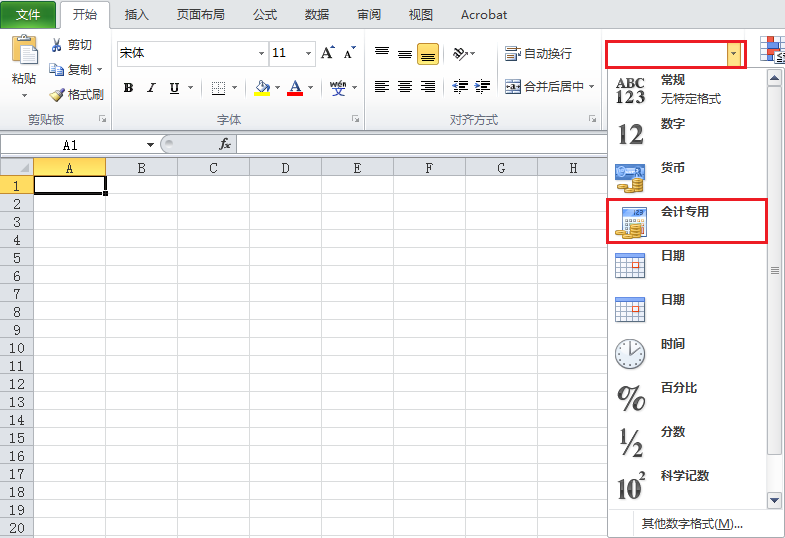 文件 开始 插入 页面布局 公式 数据 审阅 视图 Acrobat
粘贴
剪切
复制
格式刷
剪贴板
宋体 11 A A
B I U A wén 文
字体
自动换行
a 合并后居中
对齐方式
A1 fx
A B C D E F G H
1
2
3
4
5
6
7
8
9
10
11
12
13
14
15
16
17
18
19
20
ABC
123
常规
无特定格式
12 数字
货币
会计专用
日期
日期
时间
% 百分比
½ 分数
10² 科学记数
其他数字格式(M)...